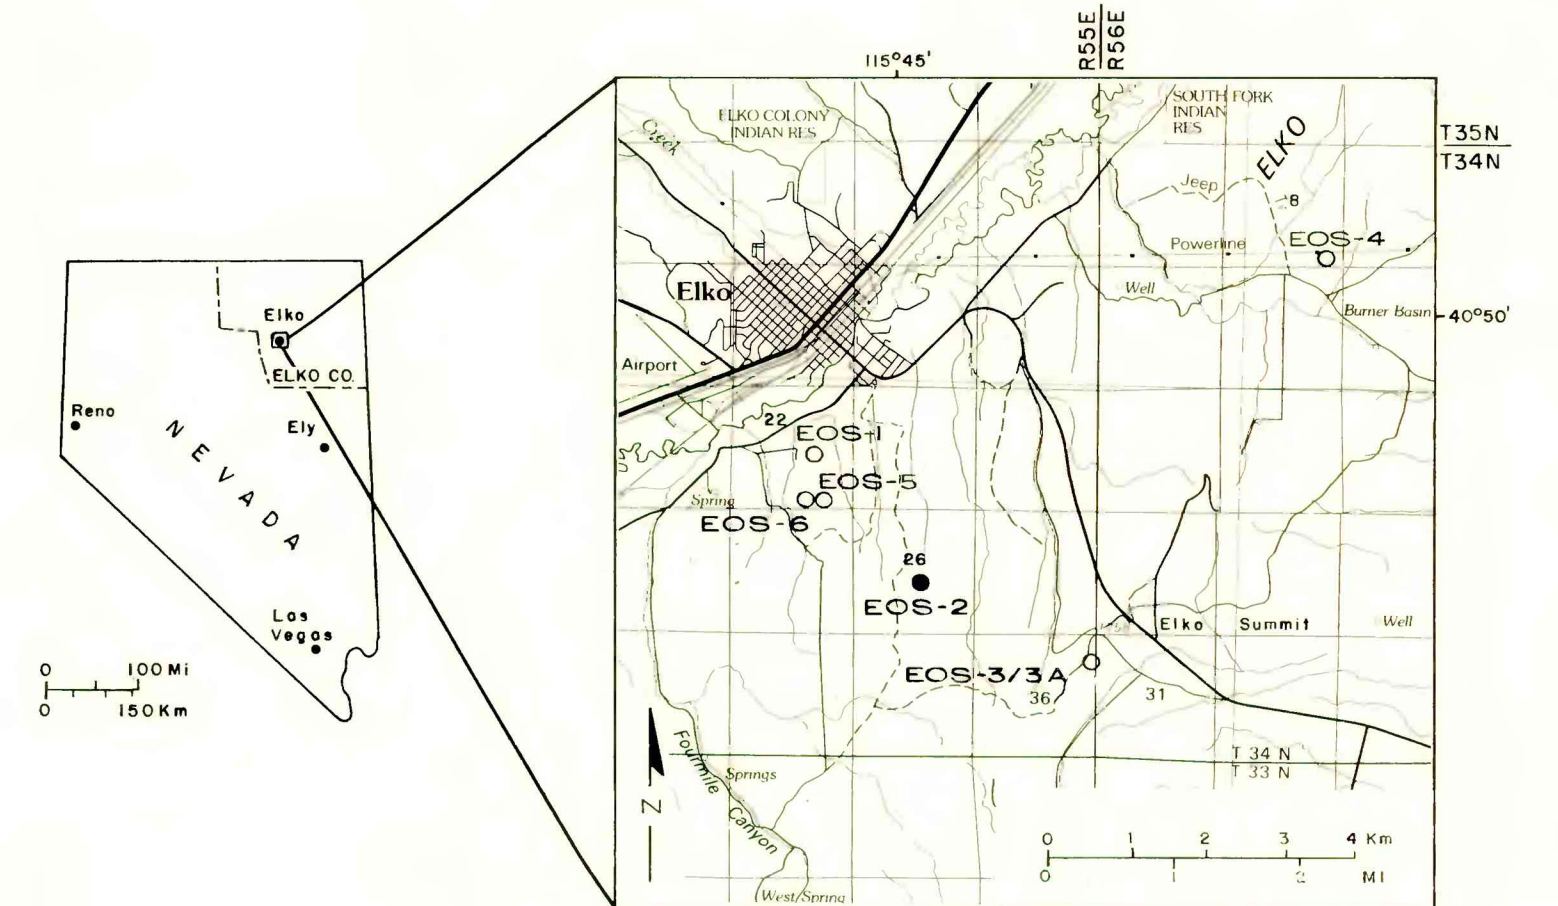 R55E
R56E
115°45'
ELKO COLONY
INDIAN RES
SOUTH FORK
INDIAN
RES
ELKO
T35N
T34N
Creek
Jeep
8
Powerline
EOS-4
Well
Burner Basin
40°50'
Elko
Airport
22
EOS-1
EOS-5
Spring
EOS-6
26
EOS-2
Elko Summit
Well
EOS-3/3A
36
31
T 34 N
T 33 N
Fourmile Canyon
Springs
West/Spring
N
0 1 2 3 4 Km
0 1 2 MI
Elko
ELKO CO.
Reno
Ely
NEVADA
Las
Vegas
0 100 Mi
0 150 Km